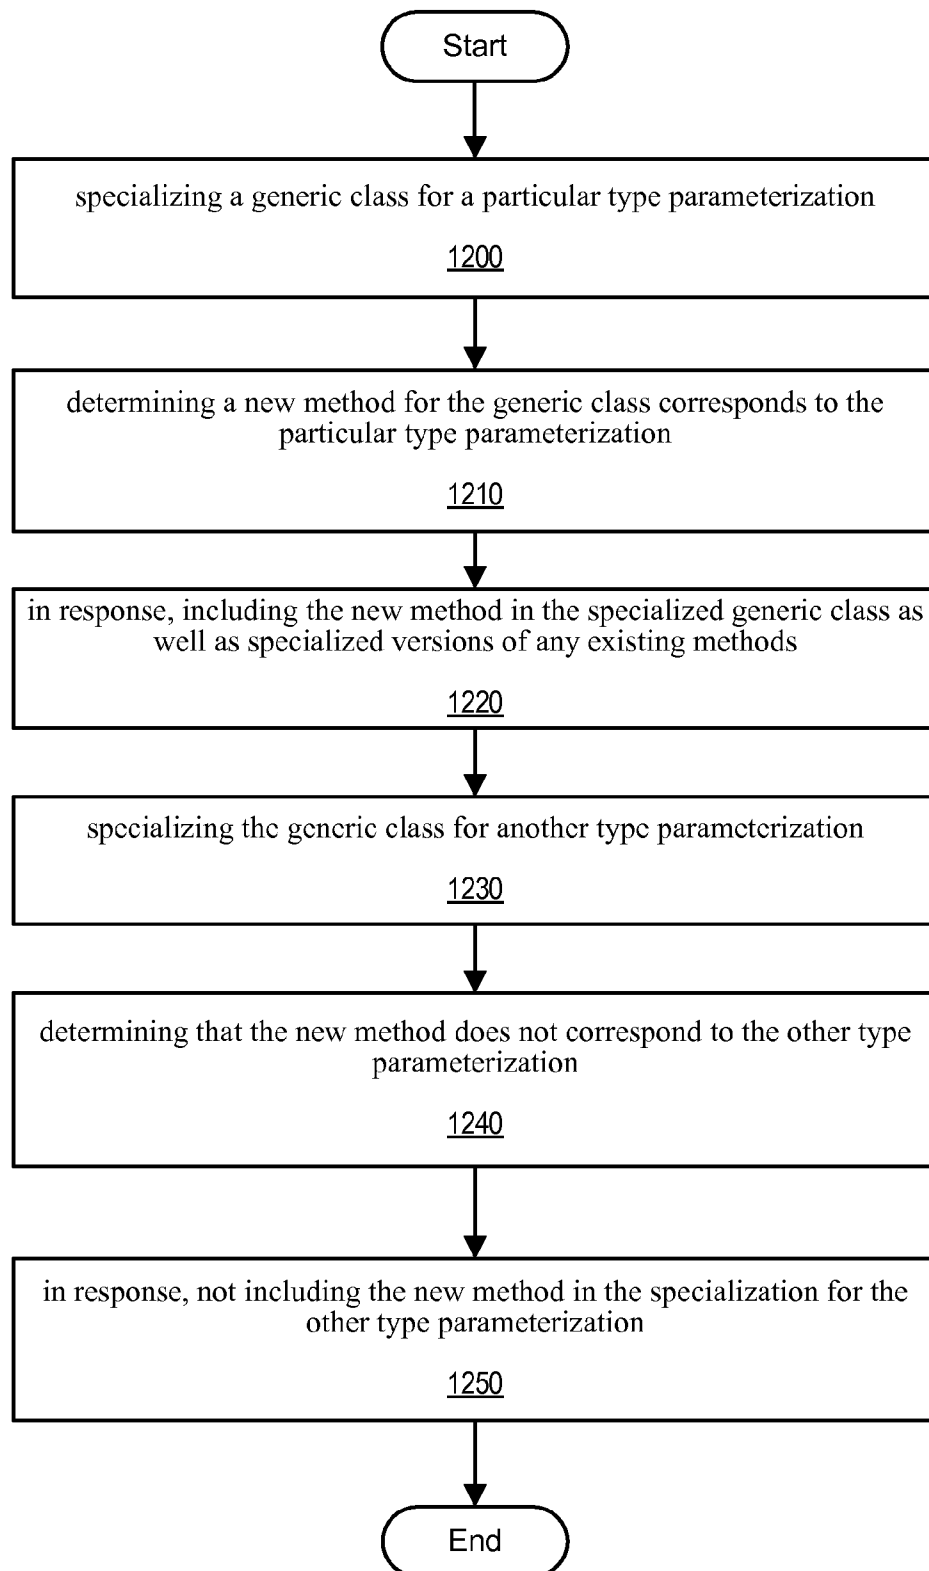 Start
specializing a generic class for a particular type parameterization
1200
determining a new method for the generic class corresponds to the
particular type parameterization
1210
in response, including the new method in the specialized generic class as
well as specialized versions of any existing methods
1220
specializing the generic class for another type parameterization
1230
determining that the new method does not correspond to the other type
parameterization
1240
in response, not including the new method in the specialization for the
other type parameterization
1250
End